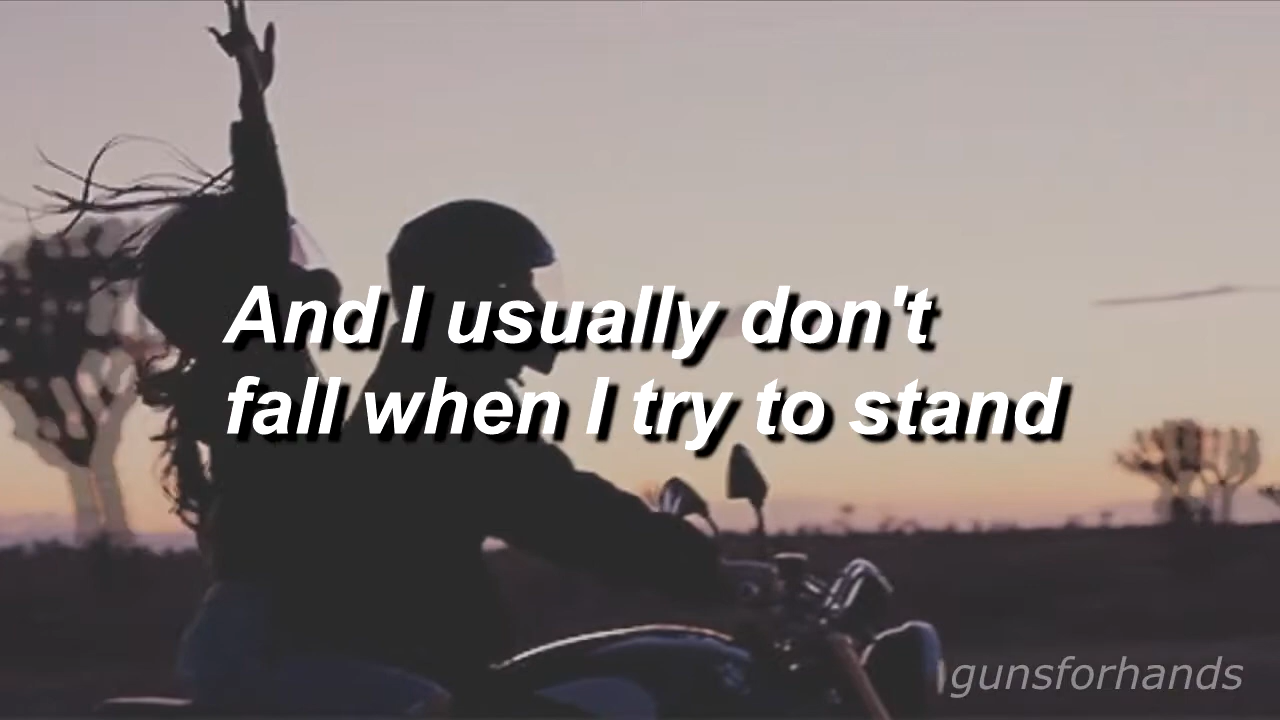 And I usually don't
fall when I try to stand
gunsforhands